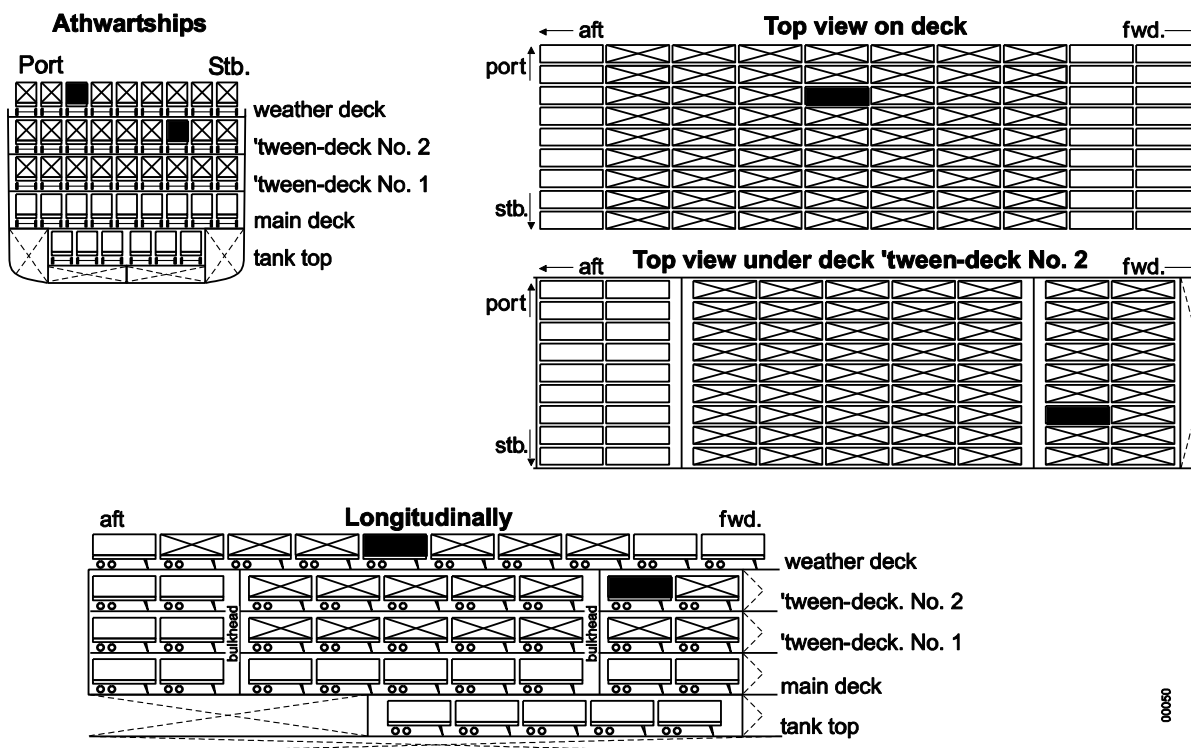 Athwartships
Port Stb.
weather deck
'tween-deck No. 2
'tween-deck No. 1
main deck
tank top
aft Top view on deck fwd.
port
stb.
aft Top view under deck 'tween-deck No. 2 fwd.
port
stb.
aft Longitudinally fwd.
weather deck
'tween-deck. No. 2
'tween-deck. No. 1
main deck
tank top
bulkhead
bulkhead
00050